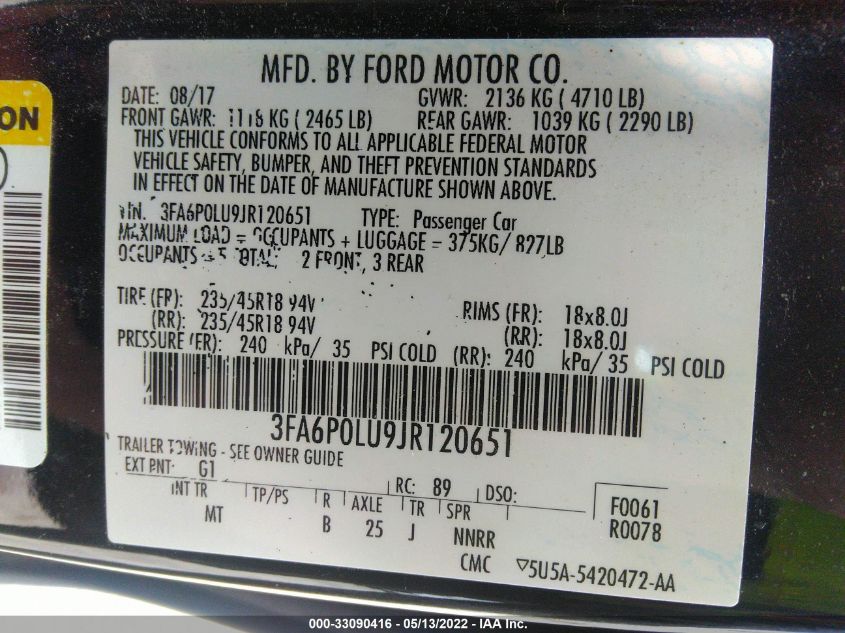 ON
MFD. BY FORD MOTOR CO.
DATE: 08/17 GVWR: 2136 KG ( 4710 LB)
FRONT GAWR: 1118 KG ( 2465 LB) REAR GAWR: 1039 KG ( 2290 LB)
THIS VEHICLE CONFORMS TO ALL APPLICABLE FEDERAL MOTOR
VEHICLE SAFETY, BUMPER, AND THEFT PREVENTION STANDARDS
IN EFFECT ON THE DATE OF MANUFACTURE SHOWN ABOVE.
VIN: 3FA6P0LU9JR120651 TYPE: Passenger Car
MAXIMUM LOAD = OCCUPANTS + LUGGAGE = 375KG/ 827LB
OCCUPANTS = 5 TOTAL, 2 FRONT, 3 REAR
TIRE (FR): 235/45R18 94V RIMS (FR): 18x8.0J
(RR): 235/45R18 94V (RR): 18x8.0J
PRESSURE (FR): 240 kPa/ 35 PSI COLD (RR): 240 kPa/ 35 PSI COLD
3FA6P0LU9JR120651
TRAILER TOWING - SEE OWNER GUIDE
EXT PNT: G1 RC: 89 DSO: F0061
INT TR TP/PS R AXLE TR SPR R0078
MT B 25 J NNRR
CMC 5U5A-5420472-AA
000-33090416 - 05/13/2022 - IAA Inc.